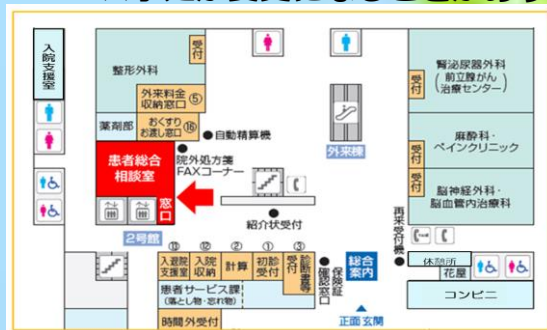 入院支援室
整形外科
受付
外来料金
収納窓口 ⑤
薬剤部
おくすり
お渡し窓口 ⑯
自動精算機
患者総合
相談室
窓口
院外処方箋
FAXコーナー
2号館
外来棟
紹介状受付
受付
腎泌尿器外科
(前立腺がん
治療センター)
受付
麻酔科・
ペインクリニック
受付
脳神経外科・
脳血管内治療科
再来受付機
休憩所
花屋
コンビニ
入退院
支援室
⑫
入院
収納
②
計算
①
初診
受付
③
診断書等
受付
保険証
確認窓口
総合
案内
正面玄関
患者サービス課
(落とし物・忘れ物)
時間外受付